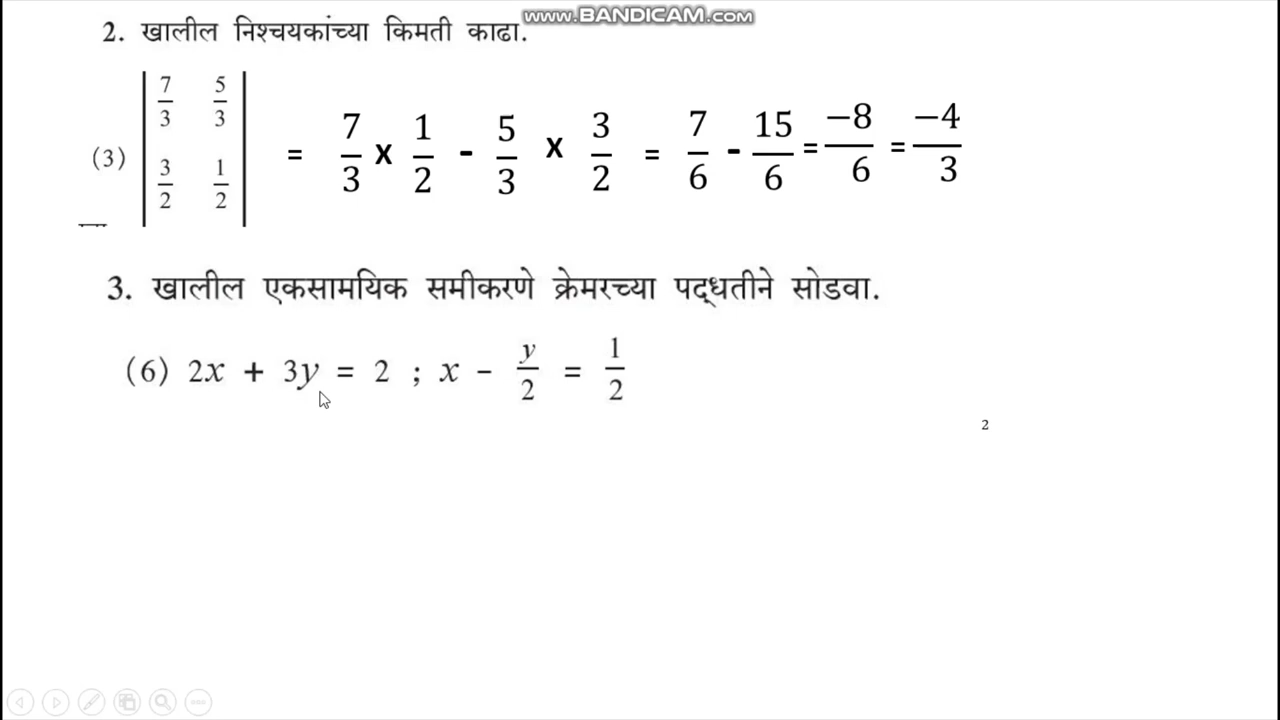 www.BANDICAM.com
2. खालील निश्चयकांच्या किमती काढा.
(3) | 7/3 5/3 ; 3/2 1/2 | = 7/3 x 1/2 - 5/3 x 3/2 = 7/6 - 15/6 = −8/6 = −4/3
3. खालील एकसामयिक समीकरणे क्रेमरच्या पद्धतीने सोडवा.
(6) 2x + 3y = 2 ; x - y/2 = 1/2
2